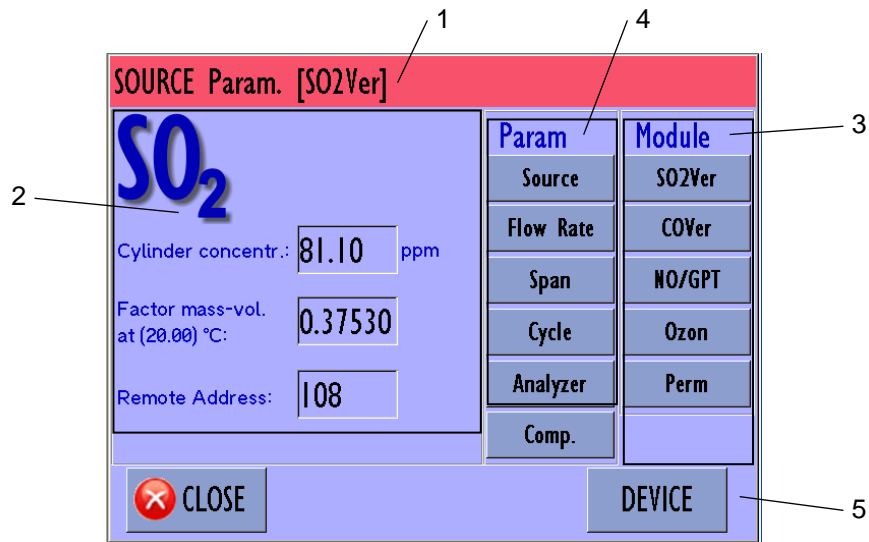 1
4
SOURCE Param. [SO2Ver]
3
2
SO2
Cylinder concentr.: 81.10 ppm
Factor mass-vol.
at (20.00) °C: 0.37530
Remote Address: 108
Param
Source
Flow Rate
Span
Cycle
Analyzer
Comp.
Module
SO2Ver
COVer
NO/GPT
Ozon
Perm
CLOSE
DEVICE
5